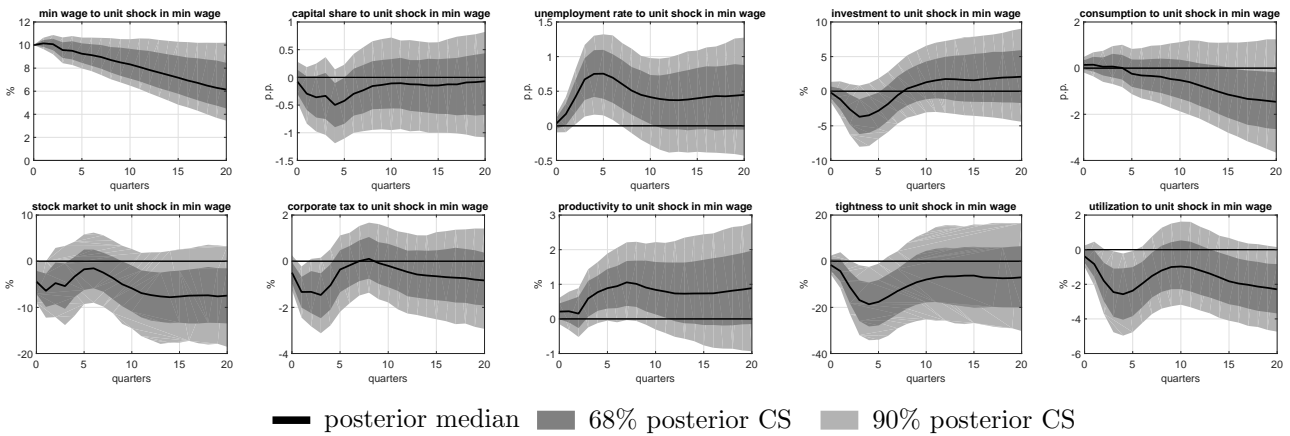 min wage to unit shock in min wage
12
10
8
6
4
2
0
%
0 5 10 15 20
quarters
capital share to unit shock in min wage
1
0.5
0
-0.5
-1
-1.5
p.p.
0 5 10 15 20
quarters
unemployment rate to unit shock in min wage
1.5
1
0.5
0
-0.5
p.p.
0 5 10 15 20
quarters
investment to unit shock in min wage
10
5
0
-5
-10
%
0 5 10 15 20
quarters
consumption to unit shock in min wage
2
0
-2
-4
p.p.
0 5 10 15 20
quarters
stock market to unit shock in min wage
10
0
-10
-20
%
0 5 10 15 20
quarters
corporate tax to unit shock in min wage
2
0
-2
-4
%
0 5 10 15 20
quarters
productivity to unit shock in min wage
3
2
1
0
-1
%
0 5 10 15 20
quarters
tightness to unit shock in min wage
20
0
-20
-40
%
0 5 10 15 20
quarters
utilization to unit shock in min wage
2
0
-2
-4
-6
%
0 5 10 15 20
quarters
posterior median 68% posterior CS 90% posterior CS